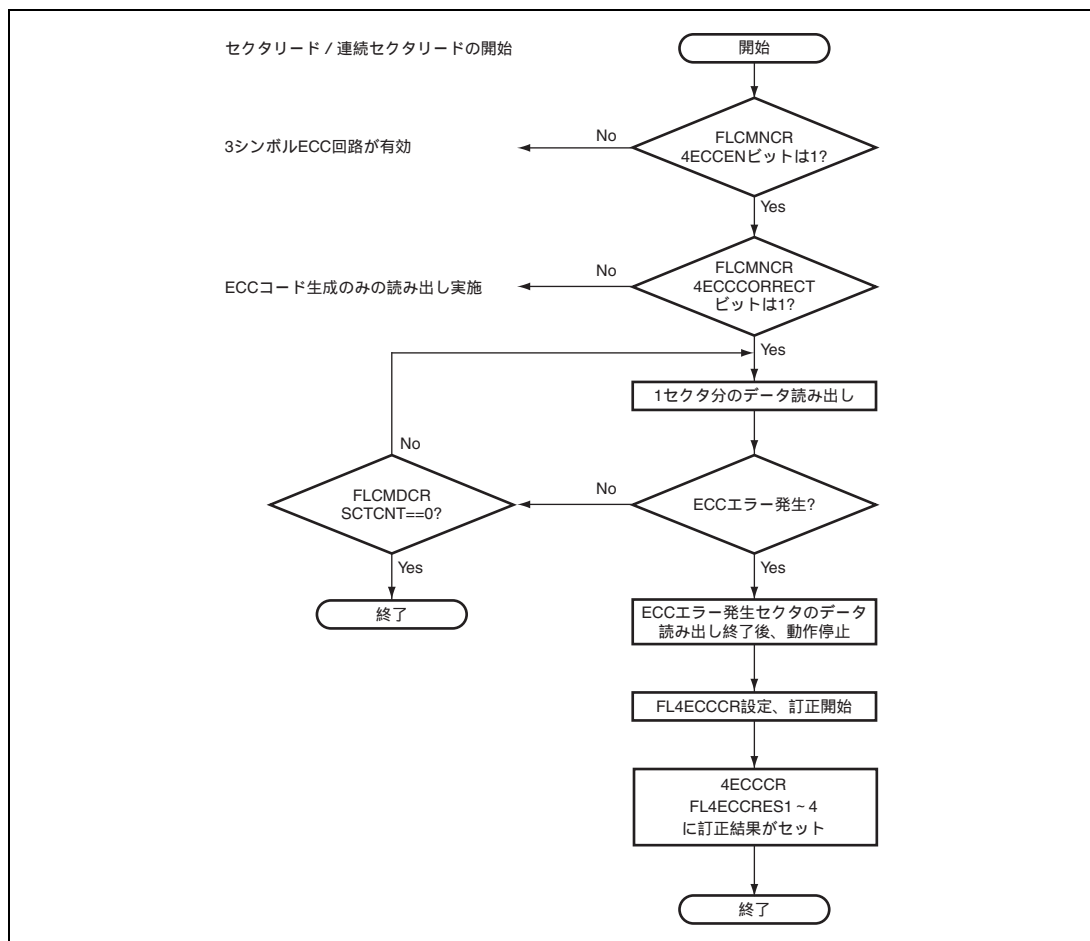 セクタリード / 連続セクタリードの開始
開始
No
FLCMNCR
4ECCENビットは1?
3シンボルECC回路が有効
Yes
No
FLCMNCR
4ECCCORRECT
ビットは1?
ECCコード生成のみの読み出し実施
Yes
1セクタ分のデータ読み出し
No
FLCMDCR
SCTCNT==0?
No
ECCエラー発生?
Yes
Yes
終了
ECCエラー発生セクタのデータ
読み出し終了後、動作停止
FL4ECCCR設定、訂正開始
4ECCCR
FL4ECCRES1~4
に訂正結果がセット
終了